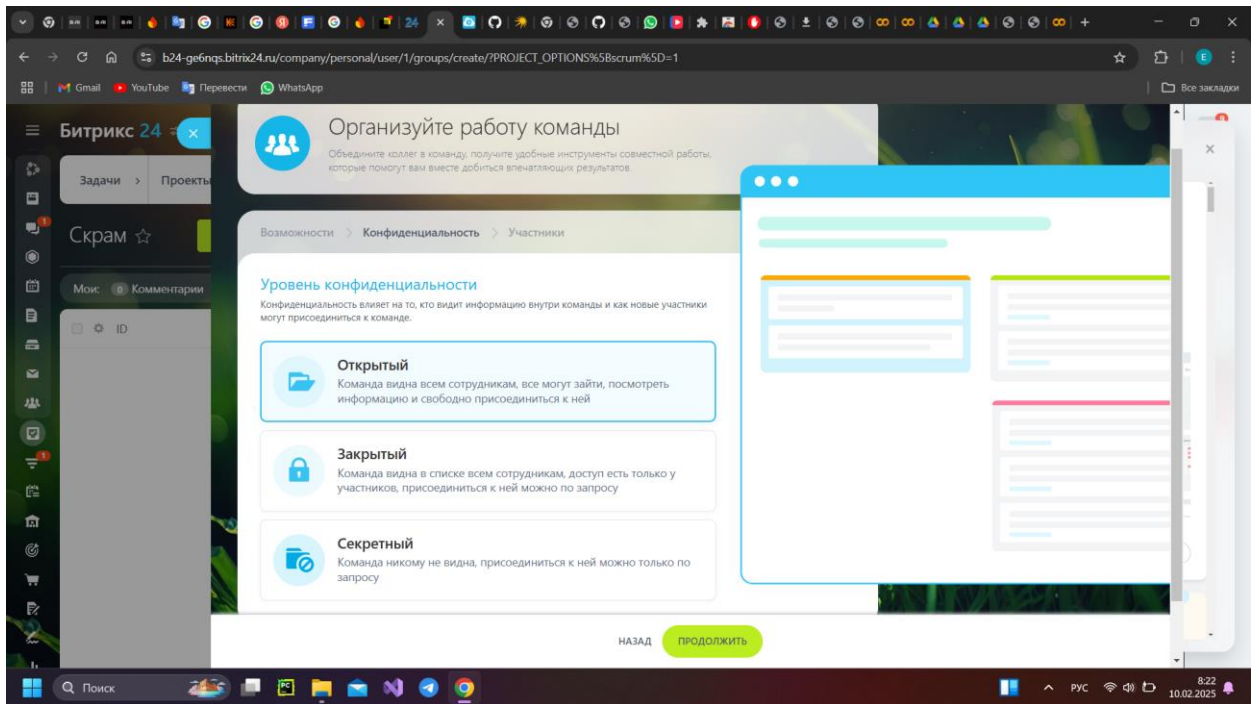 24
b24-ge6nqs.bitrix24.ru/company/personal/user/1/groups/create/?PROJECT_OPTIONS%5Bscrum%5D=1
E
Gmail YouTube Перевести WhatsApp Все закладки
Битрикс 24
Задачи > Проекты
Скрам
Мои: 0 Комментарии
ID
1
1
Организуйте работу команды
Объедините коллег в команду, получите удобные инструменты совместной работы,
которые помогут вам вместе добиться впечатляющих результатов.
Возможности > Конфиденциальность > Участники
Уровень конфиденциальности
Конфиденциальность влияет на то, кто видит информацию внутри команды и как новые участники
могут присоединиться к команде.
Открытый
Команда видна всем сотрудникам, все могут зайти, посмотреть
информацию и свободно присоединиться к ней
Закрытый
Команда видна в списке всем сотрудникам, доступ есть только у
участников, присоединиться к ней можно по запросу
Секретный
Команда никому не видна, присоединиться к ней можно только по
запросу
НАЗАД ПРОДОЛЖИТЬ
Поиск
РУС
8:22
10.02.2025